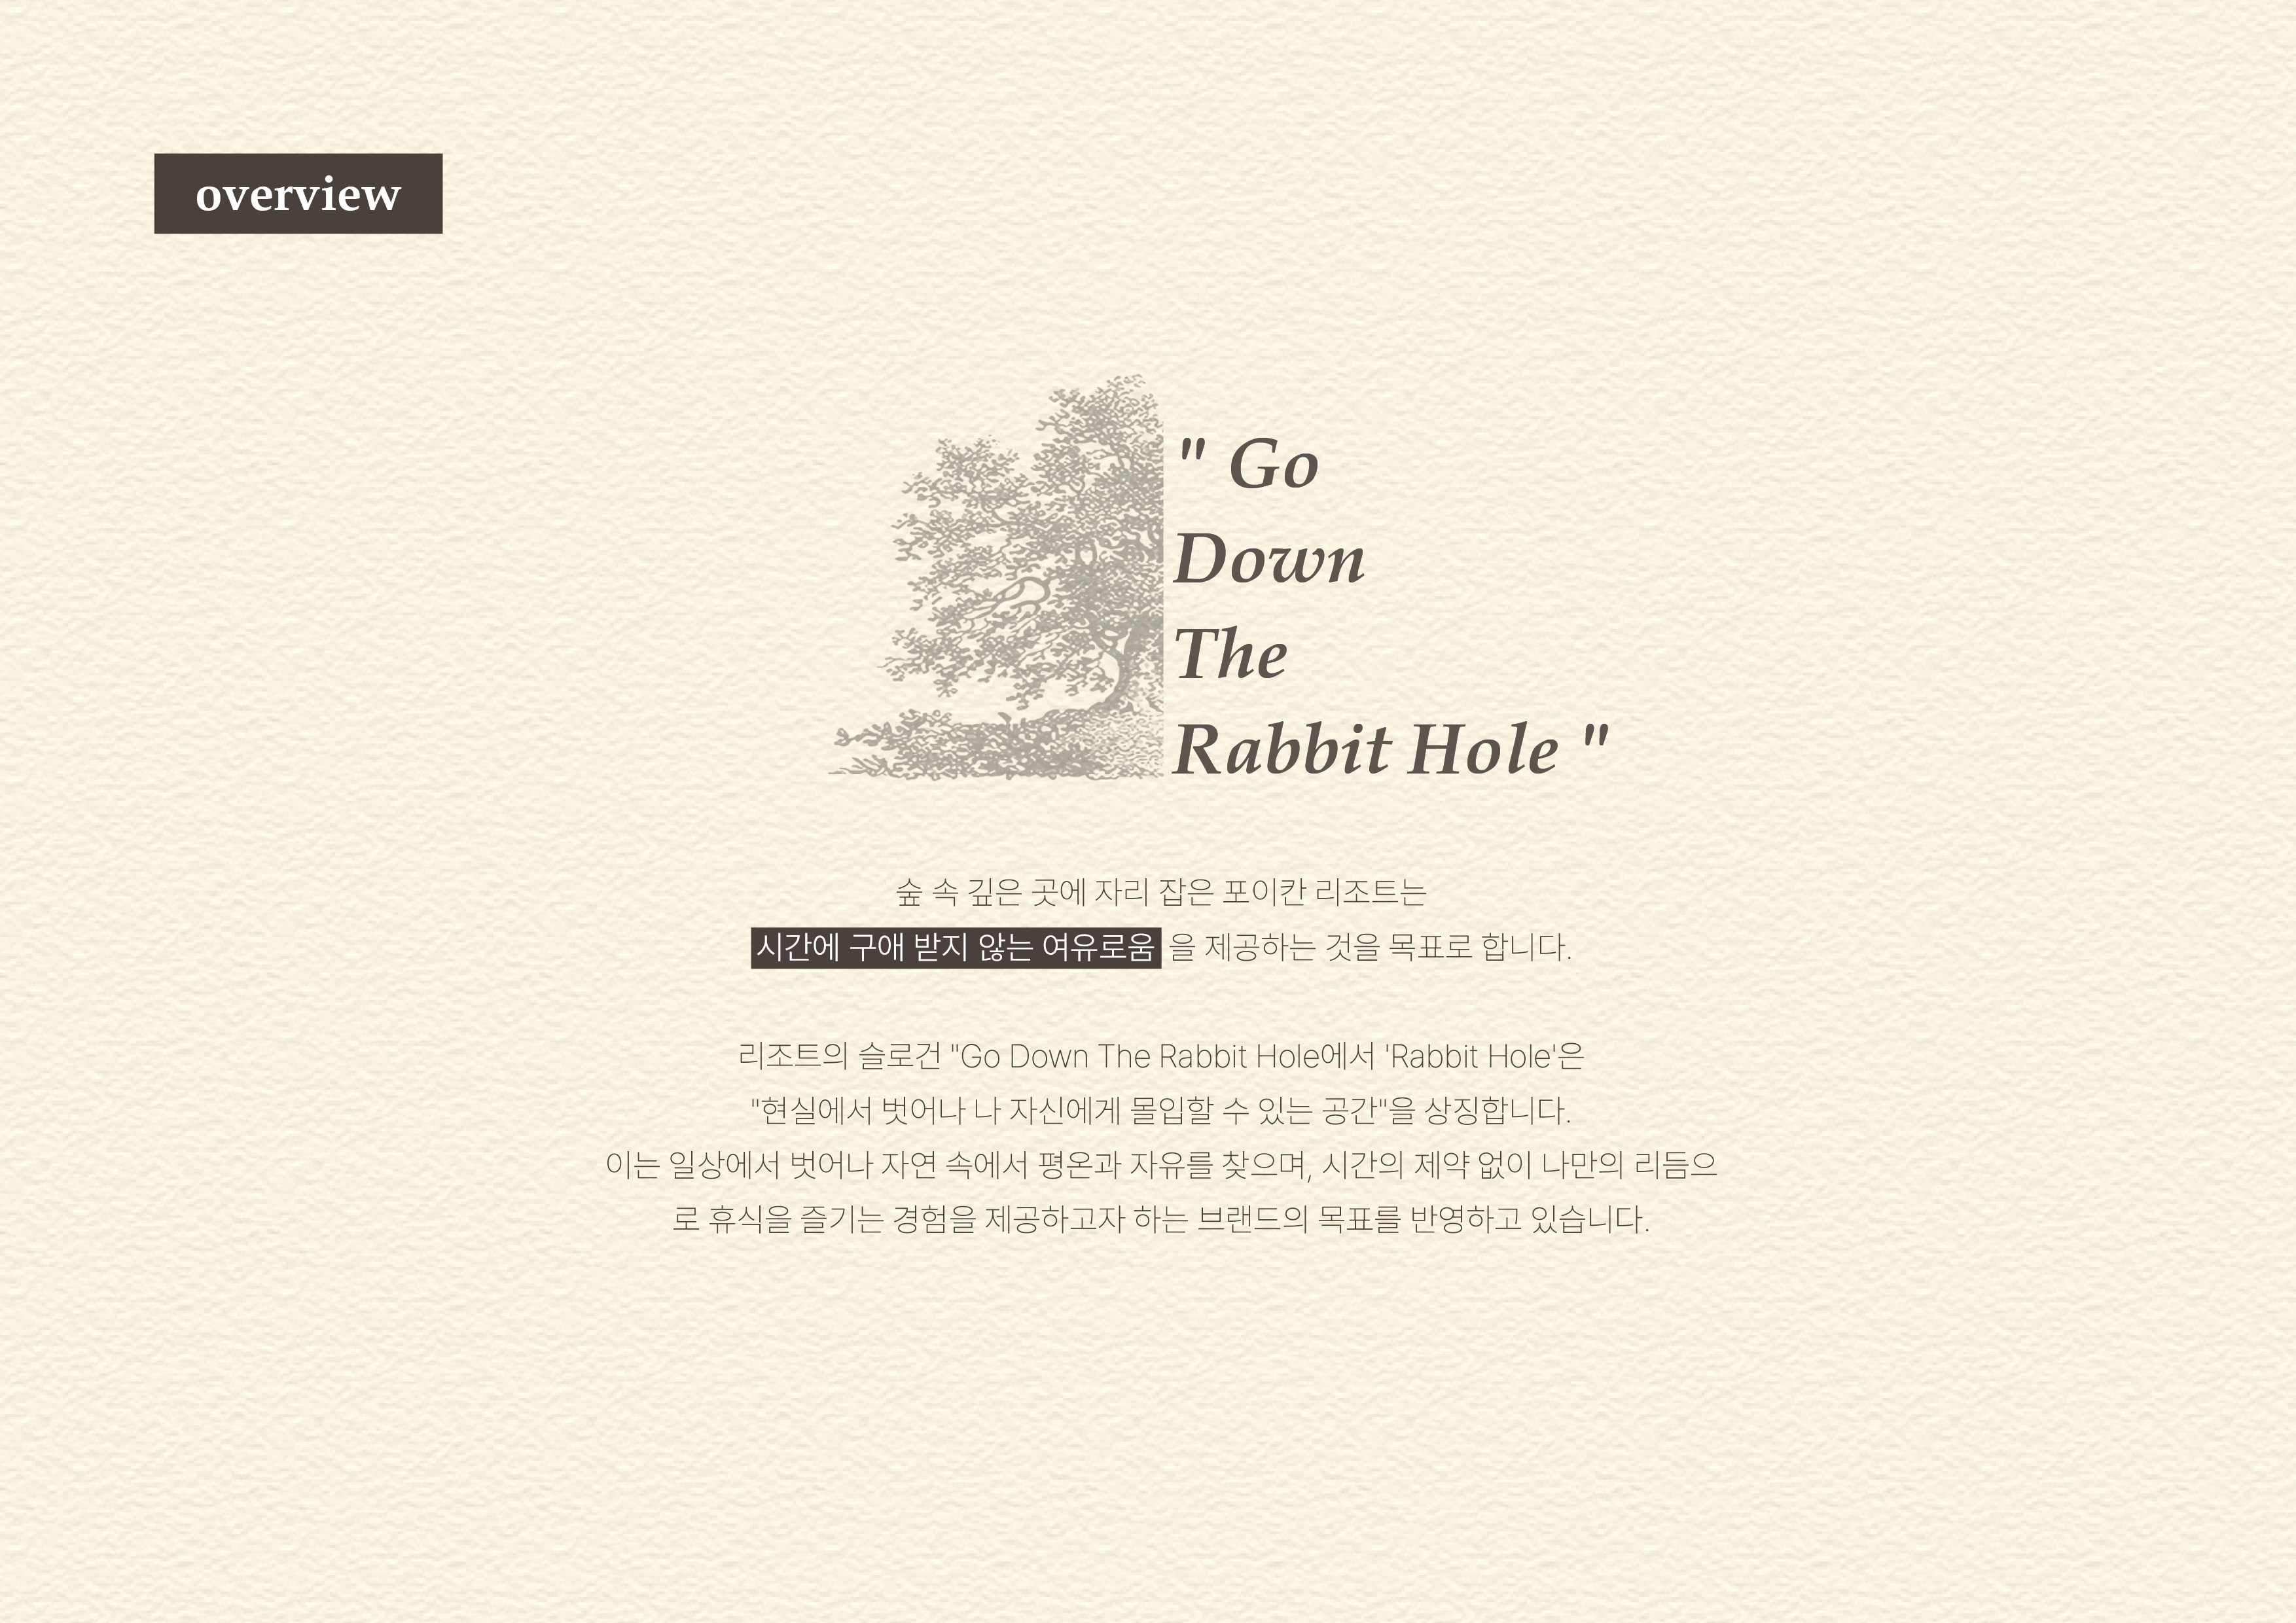 overview
" Go
Down
The
Rabbit Hole "
숲 속 깊은 곳에 자리 잡은 포이칸 리조트는
시간에 구애 받지 않는 여유로움 을 제공하는 것을 목표로 합니다.
리조트의 슬로건 "Go Down The Rabbit Hole에서 'Rabbit Hole'은
"현실에서 벗어나 나 자신에게 몰입할 수 있는 공간"을 상징합니다.
이는 일상에서 벗어나 자연 속에서 평온과 자유를 찾으며, 시간의 제약 없이 나만의 리듬으
로 휴식을 즐기는 경험을 제공하고자 하는 브랜드의 목표를 반영하고 있습니다.